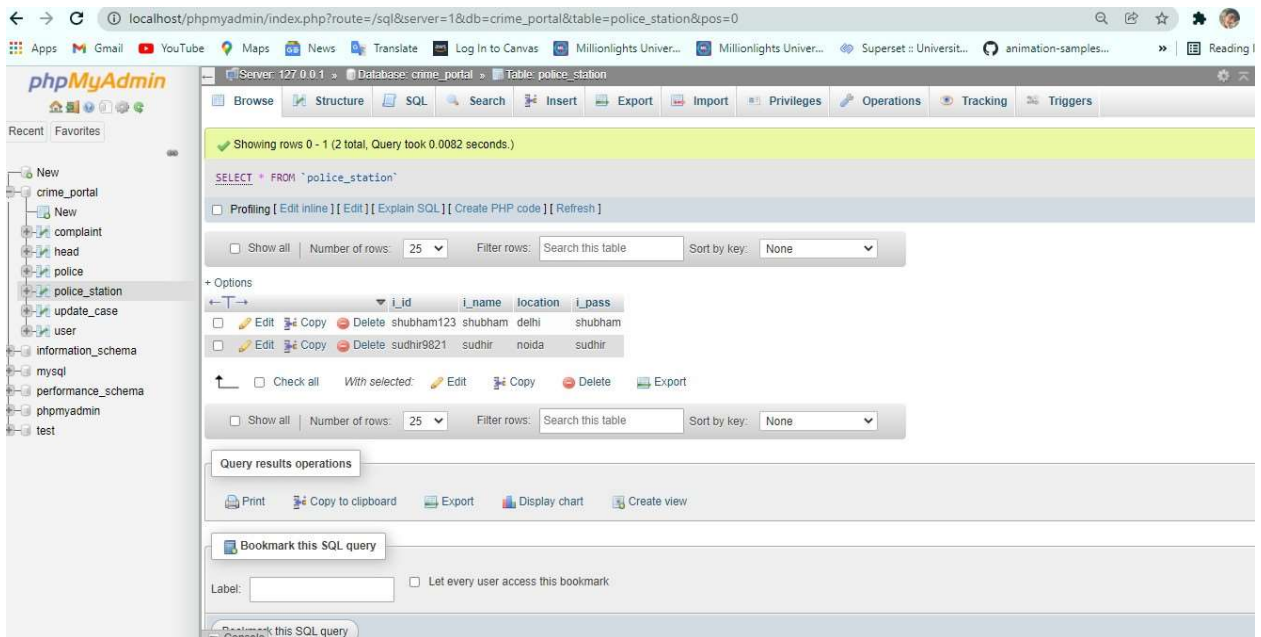 localhost/phpmyadmin/index.php?route=/sql&server=1&db=crime_portal&table=police_station&pos=0
Apps Gmail YouTube Maps News Translate Log In to Canvas Millionlights Univer... Millionlights Univer... Superset :: Universit... animation-samples... » Reading l
phpMyAdmin
Recent Favorites
New
crime_portal
New
complaint
head
police
police_station
update_case
user
information_schema
mysql
performance_schema
phpmyadmin
test
Server: 127.0.0.1 » Database: crime_portal » Table: police_station
Browse Structure SQL Search Insert Export Import Privileges Operations Tracking Triggers
Showing rows 0 - 1 (2 total, Query took 0.0082 seconds.)
SELECT * FROM `police_station`
Profiling [ Edit inline ] [ Edit ] [ Explain SQL ] [ Create PHP code ] [ Refresh ]
Show all | Number of rows: 25 Filter rows: Search this table Sort by key: None
+ Options
←T→ i_id i_name location i_pass
Edit Copy Delete shubham123 shubham delhi shubham
Edit Copy Delete sudhir9821 sudhir noida sudhir
Check all With selected: Edit Copy Delete Export
Show all | Number of rows: 25 Filter rows: Search this table Sort by key: None
Query results operations
Print Copy to clipboard Export Display chart Create view
Bookmark this SQL query
Label: Let every user access this bookmark
Bookmark this SQL query
Console